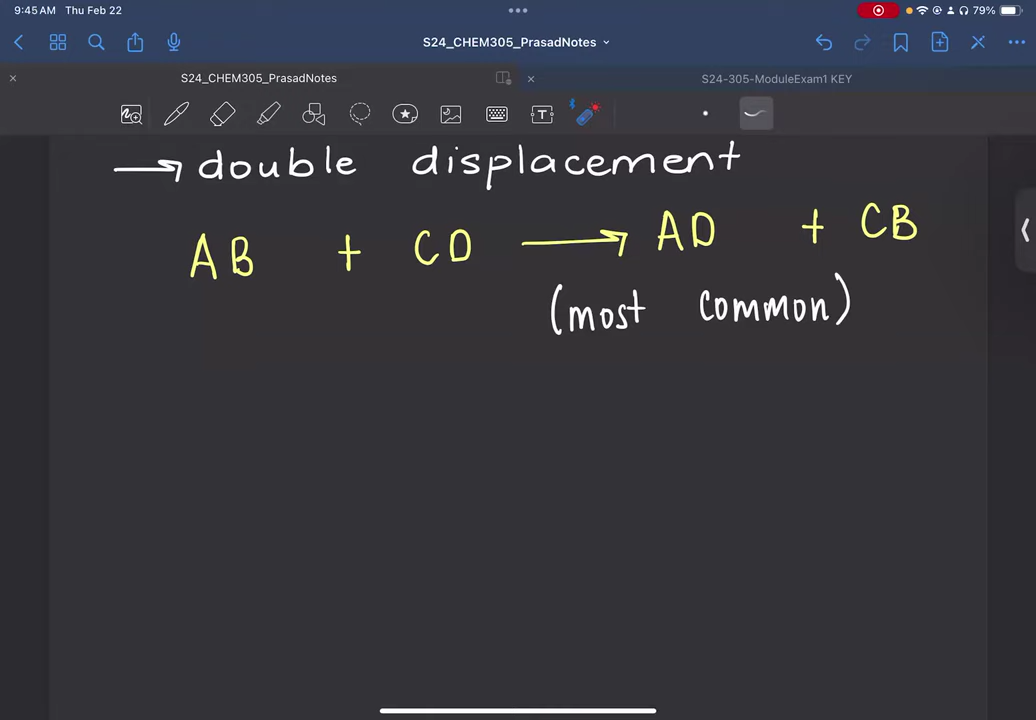 9:45 AM Thu Feb 22
79%
S24_CHEM305_PrasadNotes
S24_CHEM305_PrasadNotes
S24-305-ModuleExam1 KEY
→ double displacement
AB + CD → AD + CB
(most common)